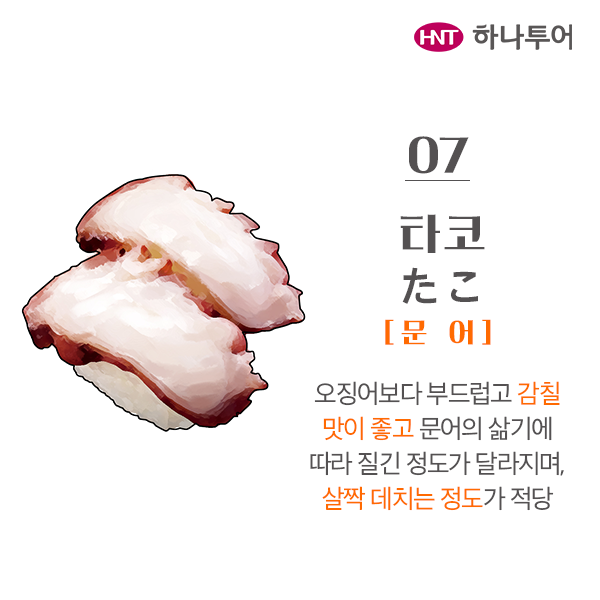 HNT 하나투어
07
타코
たこ
[문 어]
오징어보다 부드럽고 감칠
맛이 좋고 문어의 삶기에
따라 질긴 정도가 달라지며,
살짝 데치는 정도가 적당